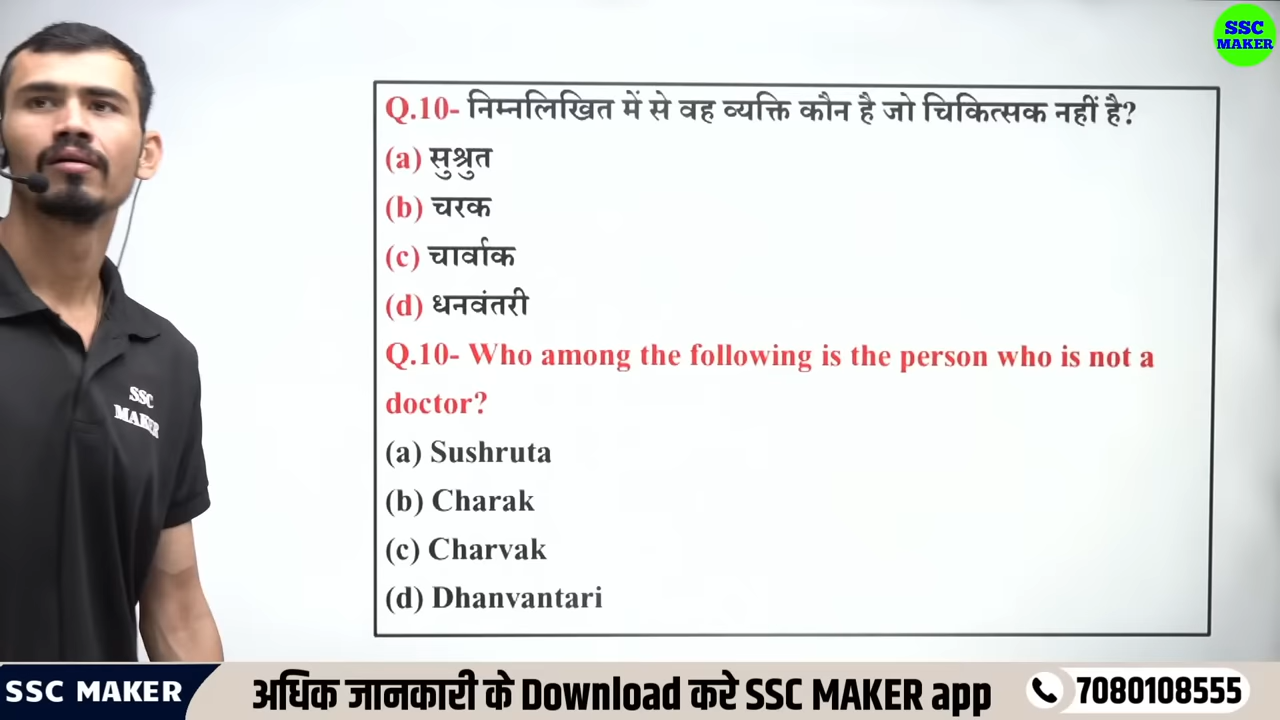 SSC
MAKER
Q.10- निम्नलिखित में से वह व्यक्ति कौन है जो चिकित्सक नहीं है?
(a) सुश्रुत
(b) चरक
(c) चार्वाक
(d) धनवंतरी
Q.10- Who among the following is the person who is not a
doctor?
(a) Sushruta
(b) Charak
(c) Charvak
(d) Dhanvantari
SSC
MAKER
SSC MAKER
अधिक जानकारी के Download करे SSC MAKER app
7080108555